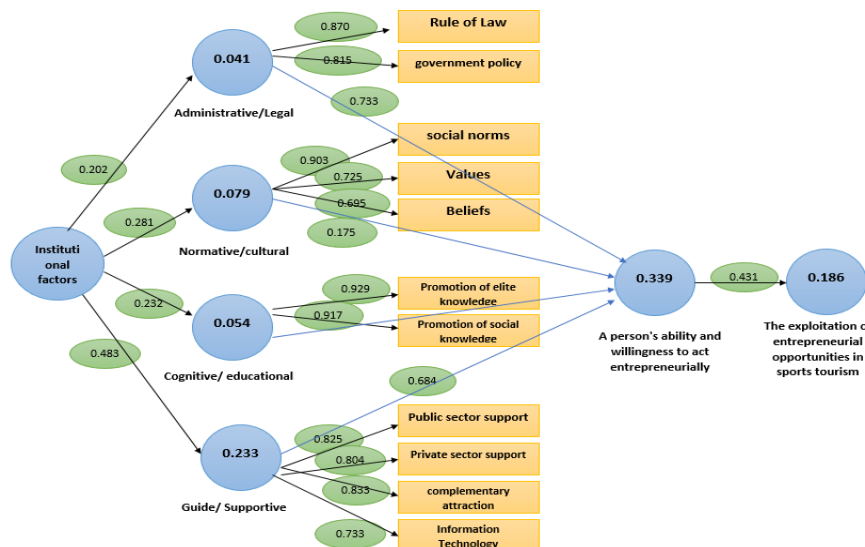 0.870
Rule of Law
0.041
0.815
government policy
Administrative/Legal
0.733
0.202
social norms
0.903
0.725
Values
0.079
0.695
Beliefs
0.281
0.175
Normative/cultural
Instituti
onal
factors
0.929
Promotion of elite
knowledge
0.232
0.054
0.917
Promotion of social
knowledge
Cognitive/ educational
0.339
0.431
0.186
A person's ability and
willingness to act
entrepreneurially
The exploitation o
entrepreneurial
opportunities in
sports tourism
0.483
0.684
Public sector support
0.825
0.233
0.804
Private sector support
0.833
complementary
attraction
Guide/ Supportive
0.733
Information
Technology